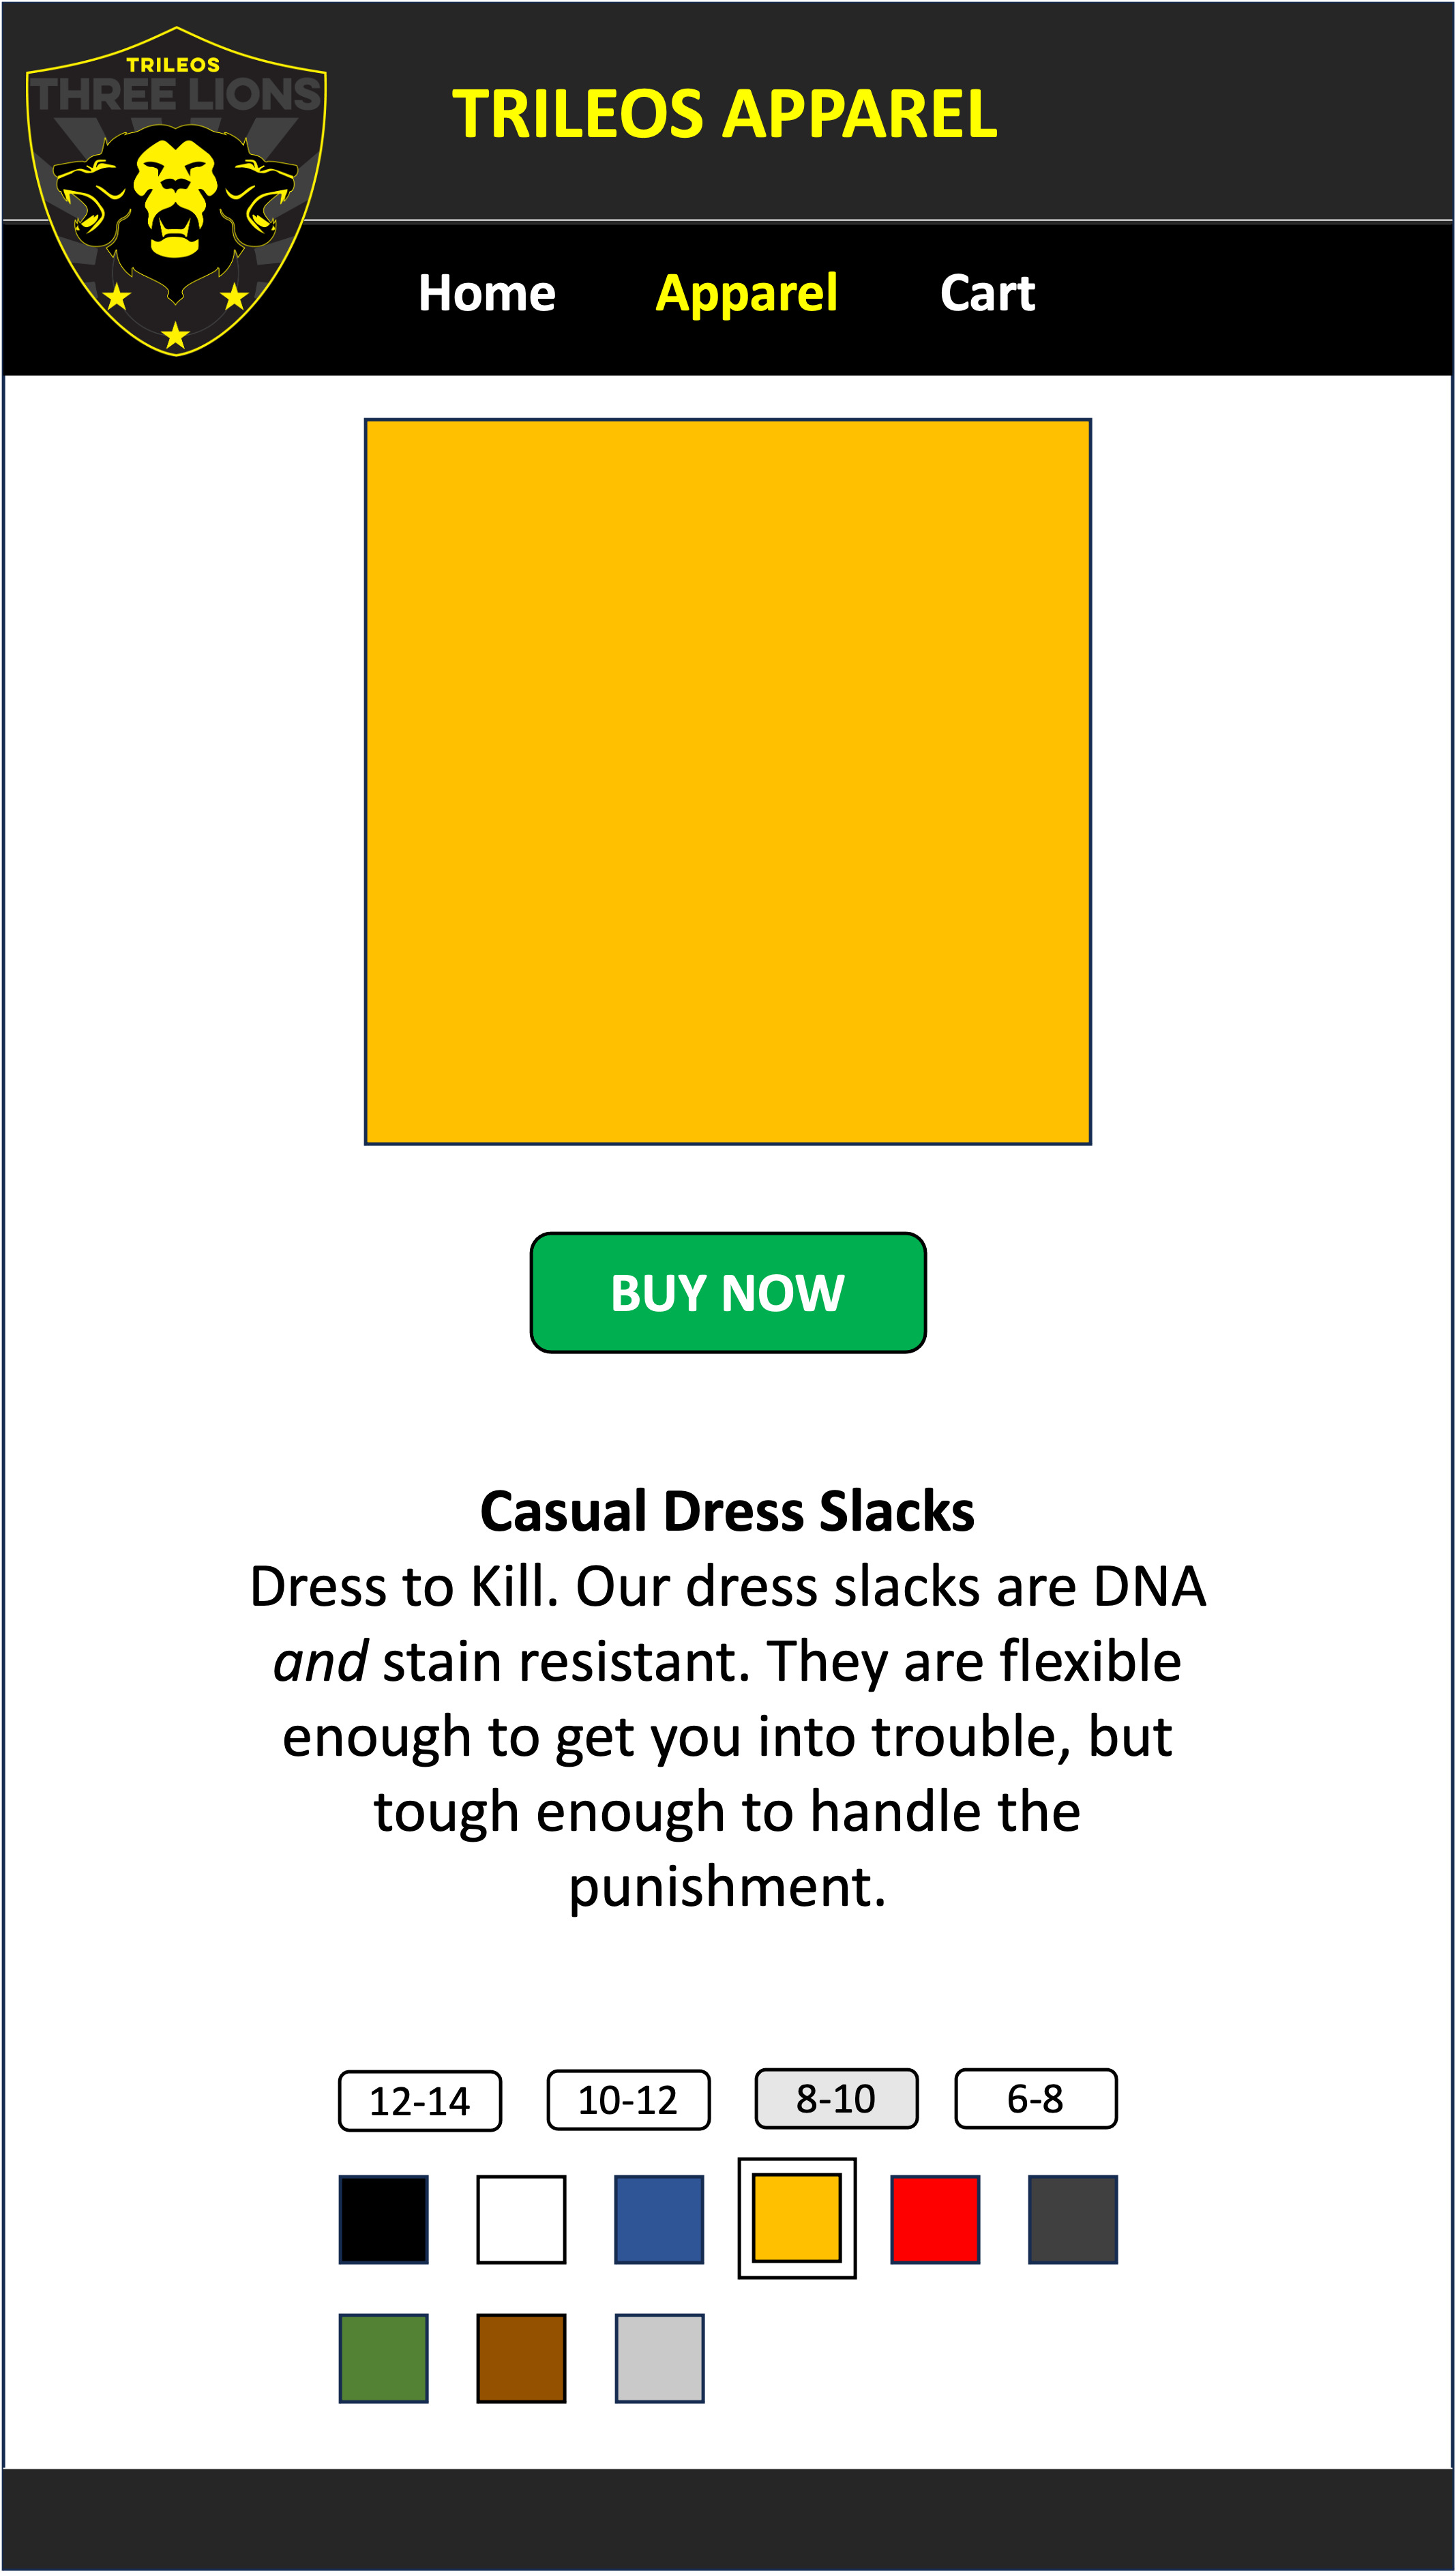 TRILEOS
THREE LIONS
TRILEOS APPAREL
Home Apparel Cart
BUY NOW
Casual Dress Slacks
Dress to Kill. Our dress slacks are DNA
and stain resistant. They are flexible
enough to get you into trouble, but
tough enough to handle the
punishment.
12-14 10-12 8-10 6-8